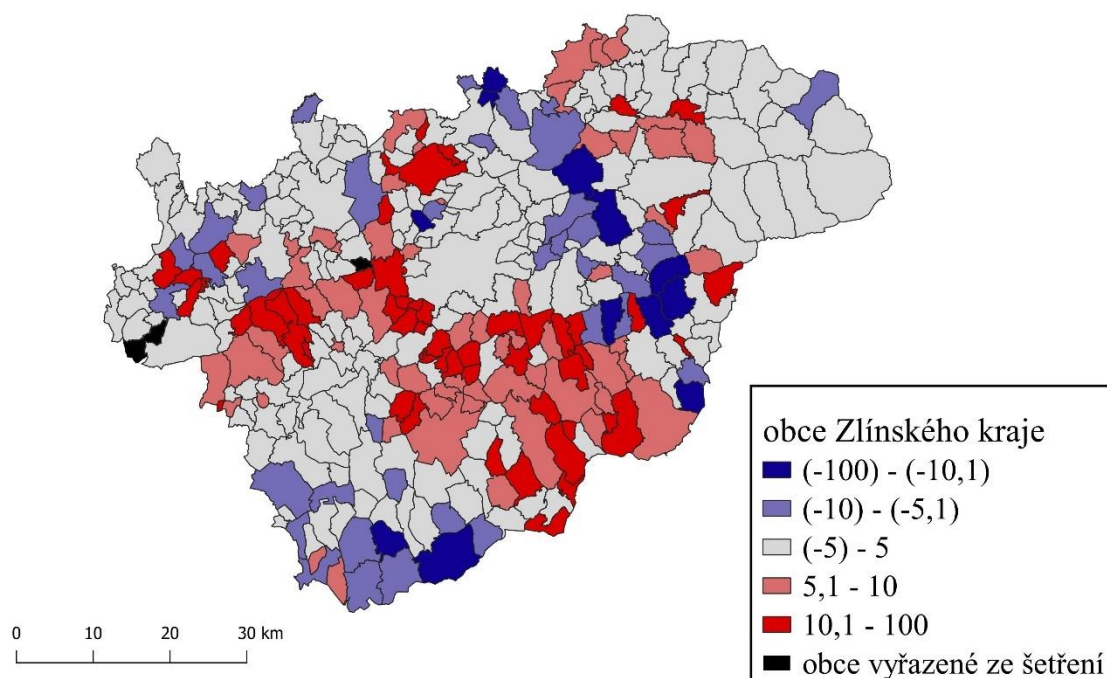 obce Zlínského kraje
(-100) - (-10,1)
(-10) - (-5,1)
(-5) - 5
5,1 - 10
10,1 - 100
obce vyřazené ze šetření
0 10 20 30 km